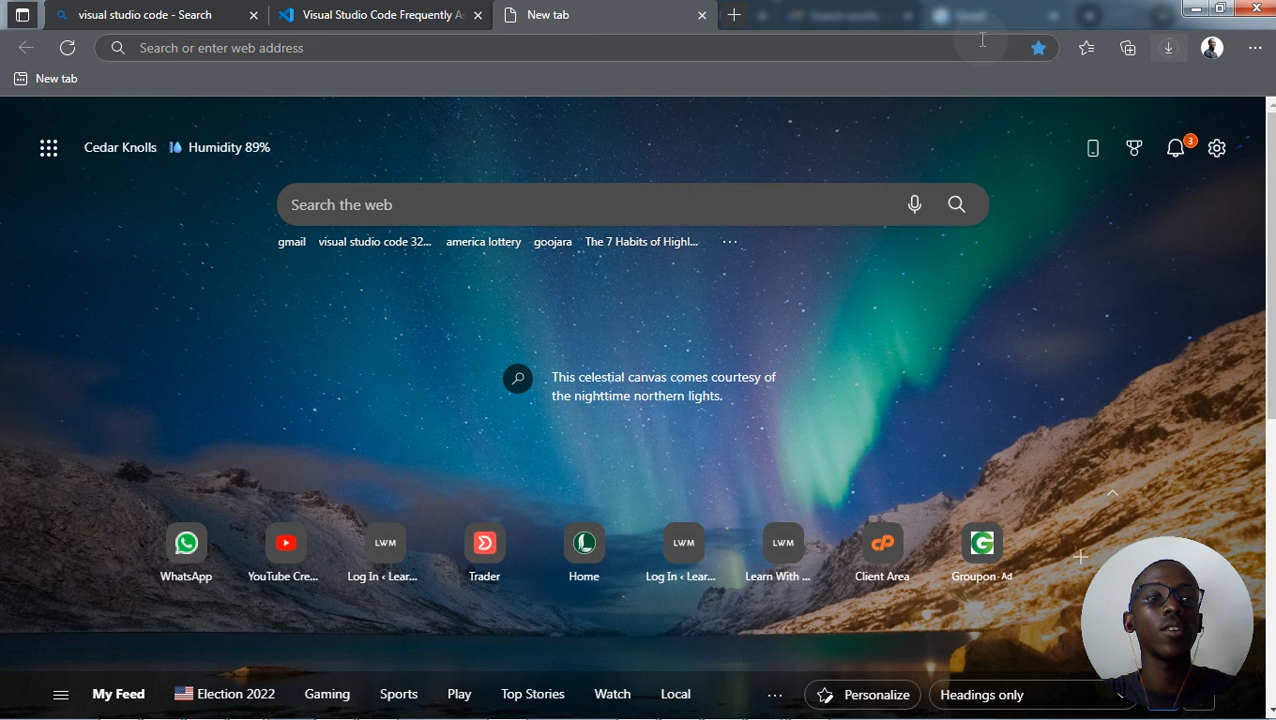 visual studio code - Search
Visual Studio Code Frequently A
New tab
Search or enter web address
New tab
Cedar Knolls
Humidity 89%
3
Search the web
gmail
visual studio code 32...
america lottery
goojara
The 7 Habits of Highl...
...
This celestial canvas comes courtesy of
the nighttime northern lights.
LWM
LWM
LWM
cP
WhatsApp
YouTube Cre...
Log In ‹ Lear...
Trader
Home
Log In ‹ Lear...
Learn With ...
Client Area
Groupon · Ad
My Feed
Election 2022
Gaming
Sports
Play
Top Stories
Watch
Local
...
Personalize
Headings only